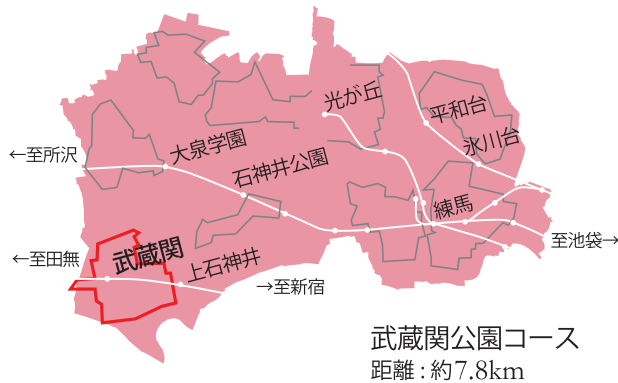 光が丘
平和台
氷川台
大泉学園
←至所沢
石神井公園
練馬
武蔵関
至池袋→
←至田無
上石神井
→至新宿
武蔵関公園コース
距離 : 約7.8km